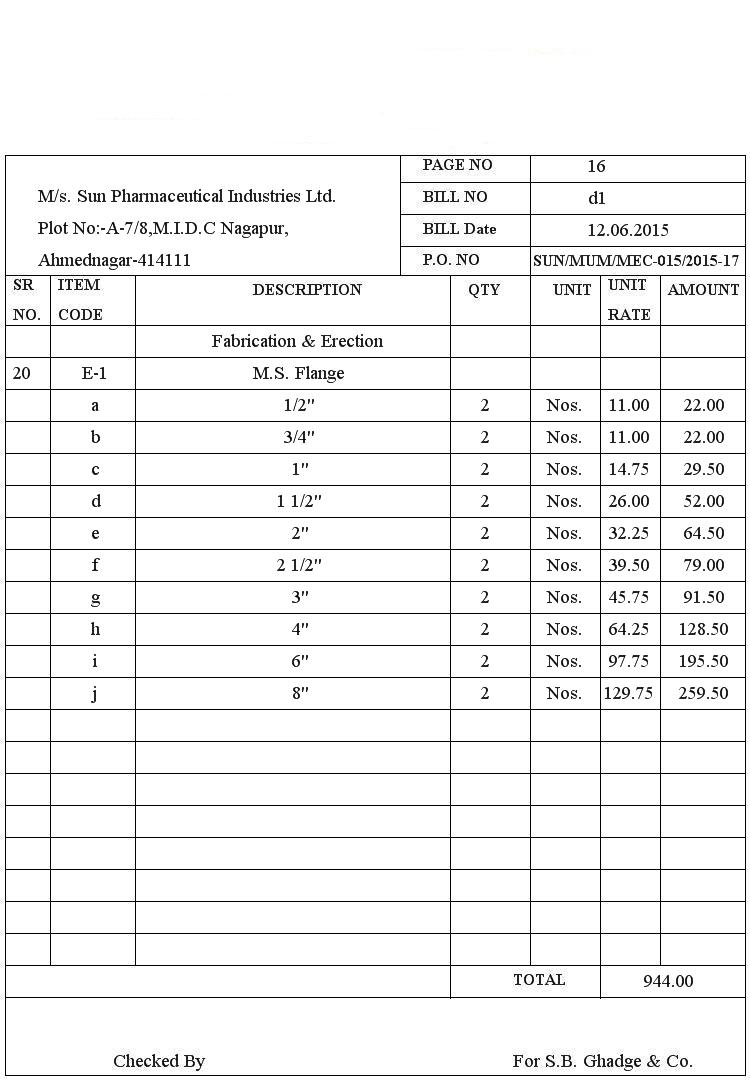 PAGE NO 16
M/s. Sun Pharmaceutical Industries Ltd. BILL NO d1
Plot No:-A-7/8,M.I.D.C Nagapur, BILL Date 12.06.2015
Ahmednagar-414111 P.O. NO SUN/MUM/MEC-015/2015-17
SR NO. ITEM CODE DESCRIPTION QTY UNIT UNIT RATE AMOUNT
Fabrication & Erection
20 E-1 M.S. Flange
a 1/2" 2 Nos. 11.00 22.00
b 3/4" 2 Nos. 11.00 22.00
c 1" 2 Nos. 14.75 29.50
d 1 1/2" 2 Nos. 26.00 52.00
e 2" 2 Nos. 32.25 64.50
f 2 1/2" 2 Nos. 39.50 79.00
g 3" 2 Nos. 45.75 91.50
h 4" 2 Nos. 64.25 128.50
i 6" 2 Nos. 97.75 195.50
j 8" 2 Nos. 129.75 259.50
TOTAL 944.00
Checked By For S.B. Ghadge & Co.